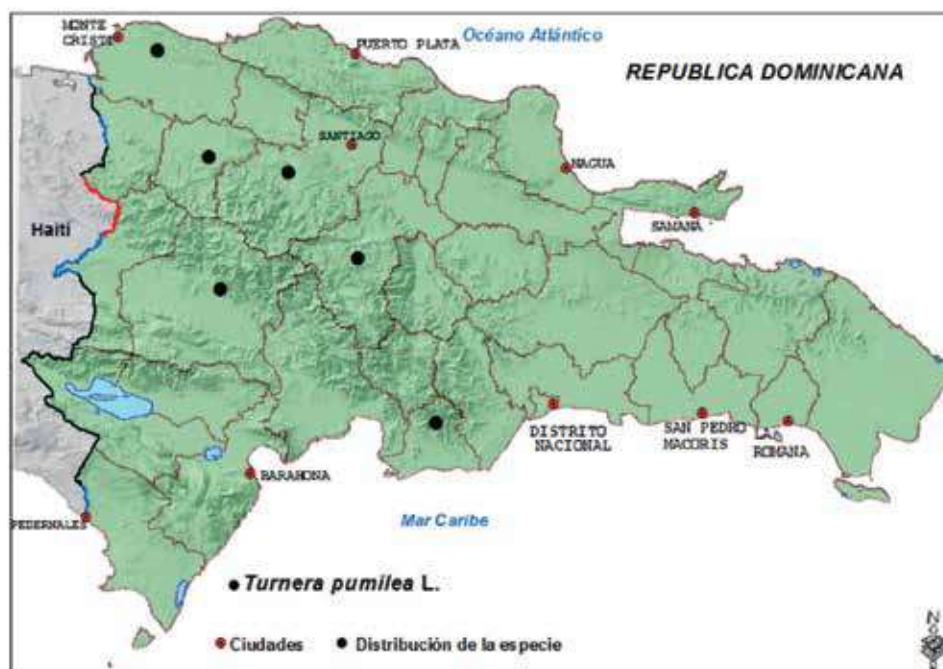 MONTE
CRISTI
PUERTO PLATA
Océano Atlántico
REPUBLICA DOMINICANA
SANTIAGO
NAGUA
SAMANA
Haití
DISTRITO
NACIONAL
SAN PEDRO
MACORIS
LA
ROMANA
BARAHONA
PEDERNALES
Mar Caribe
Turnera pumilea L.
Ciudades
Distribución de la especie
N